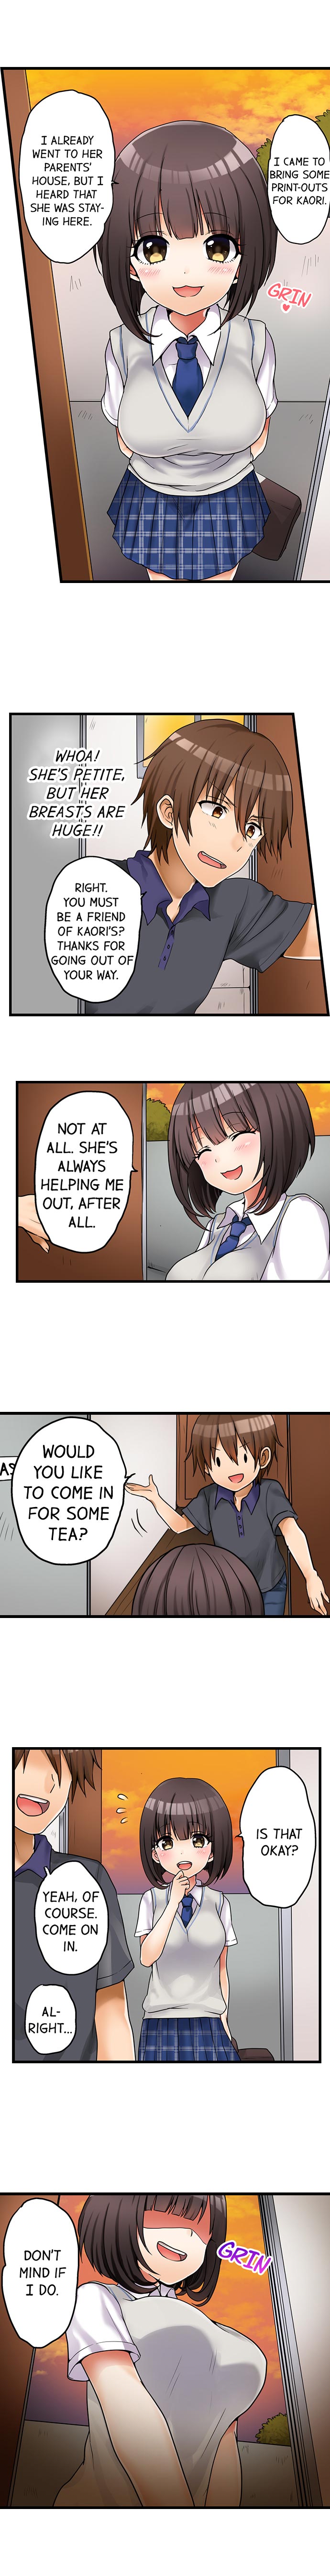 I CAME TO
BRING SOME
PRINT-OUTS
FOR KAORI.
I ALREADY
WENT TO HER
PARENTS'
HOUSE, BUT I
HEARD THAT
SHE WAS STAY-
ING HERE.
GRIN
WHOA!
SHE'S PETITE,
BUT HER
BREASTS ARE
HUGE!!
RIGHT.
YOU MUST
BE A FRIEND
OF KAORI'S?
THANKS FOR
GOING OUT OF
YOUR WAY.
NOT AT
ALL. SHE'S
ALWAYS
HELPING ME
OUT, AFTER
ALL.
AS
WOULD
YOU LIKE
TO COME IN
FOR SOME
TEA?
IS THAT
OKAY?
YEAH, OF
COURSE.
COME ON
IN.
AL-
RIGHT...
DON'T
MIND IF
I DO.
GRIN